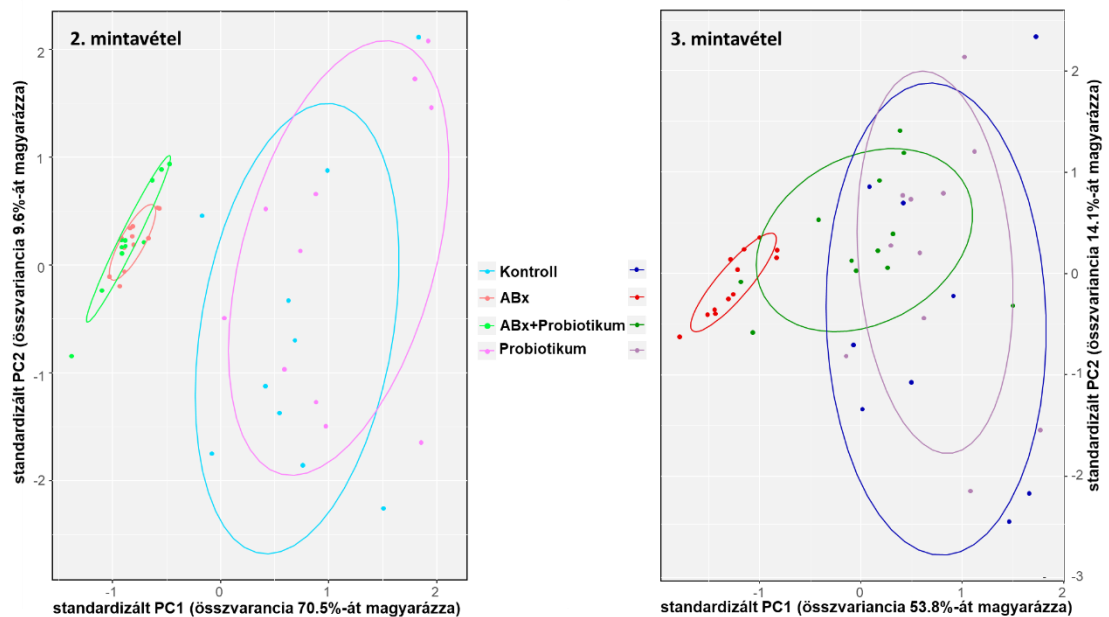 2. mintavétel
standardizált PC2 (összvariancia 9.6%-át magyarázza)
2
1
0
-1
-2
-1
0
1
2
standardizált PC1 (összvarancia 70.5%-át magyarázza)
Kontroll
ABx
ABx+Probiotikum
Probiotikum
3. mintavétel
standardizált PC2 (összvariancia 14.1%-át magyarázza)
2
1
0
-1
-2
-3
-1
0
1
2
standardizált PC1 (összvariancia 53.8%-át magyarázza)